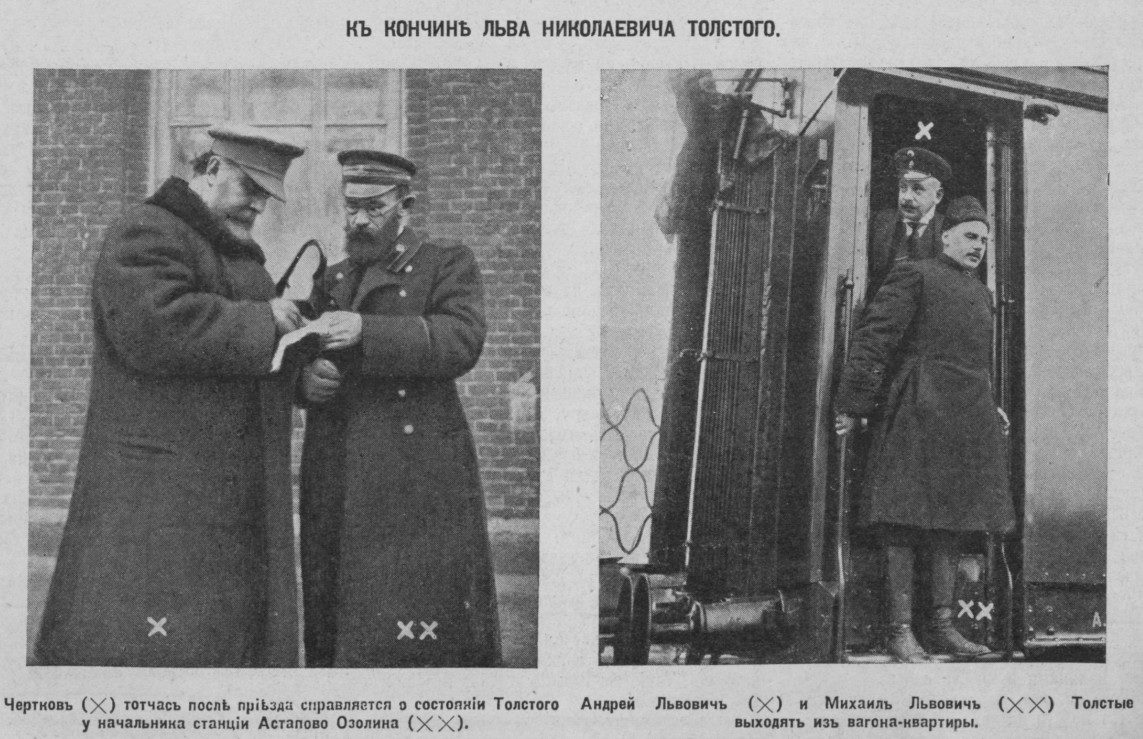 КЪ КОНЧИНѢ ЛЬВА НИКОЛАЕВИЧА ТОЛСТОГО.
Чертковъ (×) тотчасъ послѣ пріѣзда справляется о состояніи Толстого
у начальника станціи Астапово Озолина (××).
Андрей Львовичъ (×) и Михаилъ Львовичъ (××) Толстые
выходятъ изъ вагона-квартиры.
А.